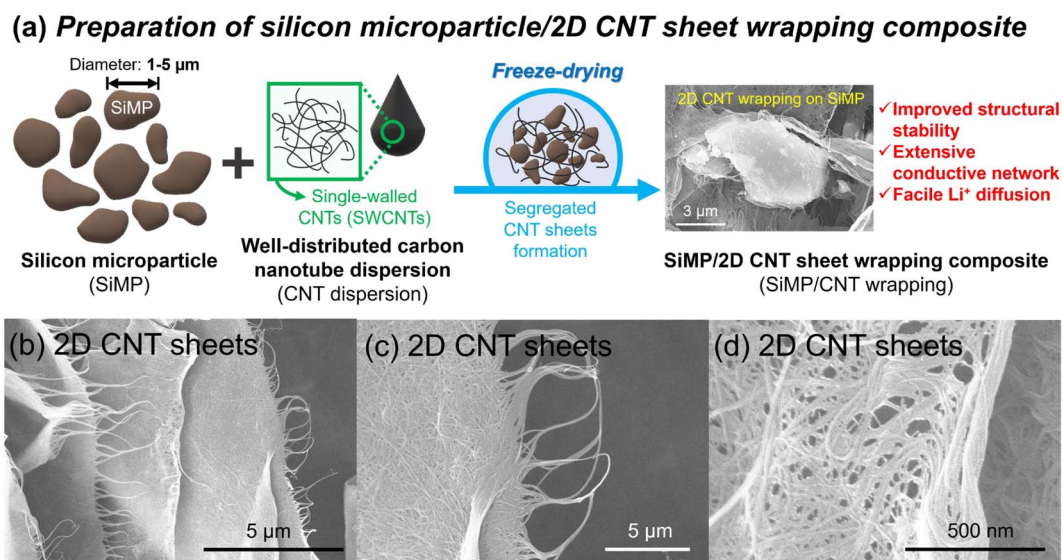 (a) Preparation of silicon microparticle/2D CNT sheet wrapping composite
Diameter: 1-5 µm
SiMP
Silicon microparticle
(SiMP)
+
Single-walled
CNTs (SWCNTs)
Well-distributed carbon
nanotube dispersion
(CNT dispersion)
Freeze-drying
Segregated
CNT sheets
formation
2D CNT wrapping on SiMP
3 µm
✓Improved structural
stability
✓Extensive
conductive network
✓Facile Li⁺ diffusion
SiMP/2D CNT sheet wrapping composite
(SiMP/CNT wrapping)
(b) 2D CNT sheets
5 µm
(c) 2D CNT sheets
5 µm
(d) 2D CNT sheets
500 nm